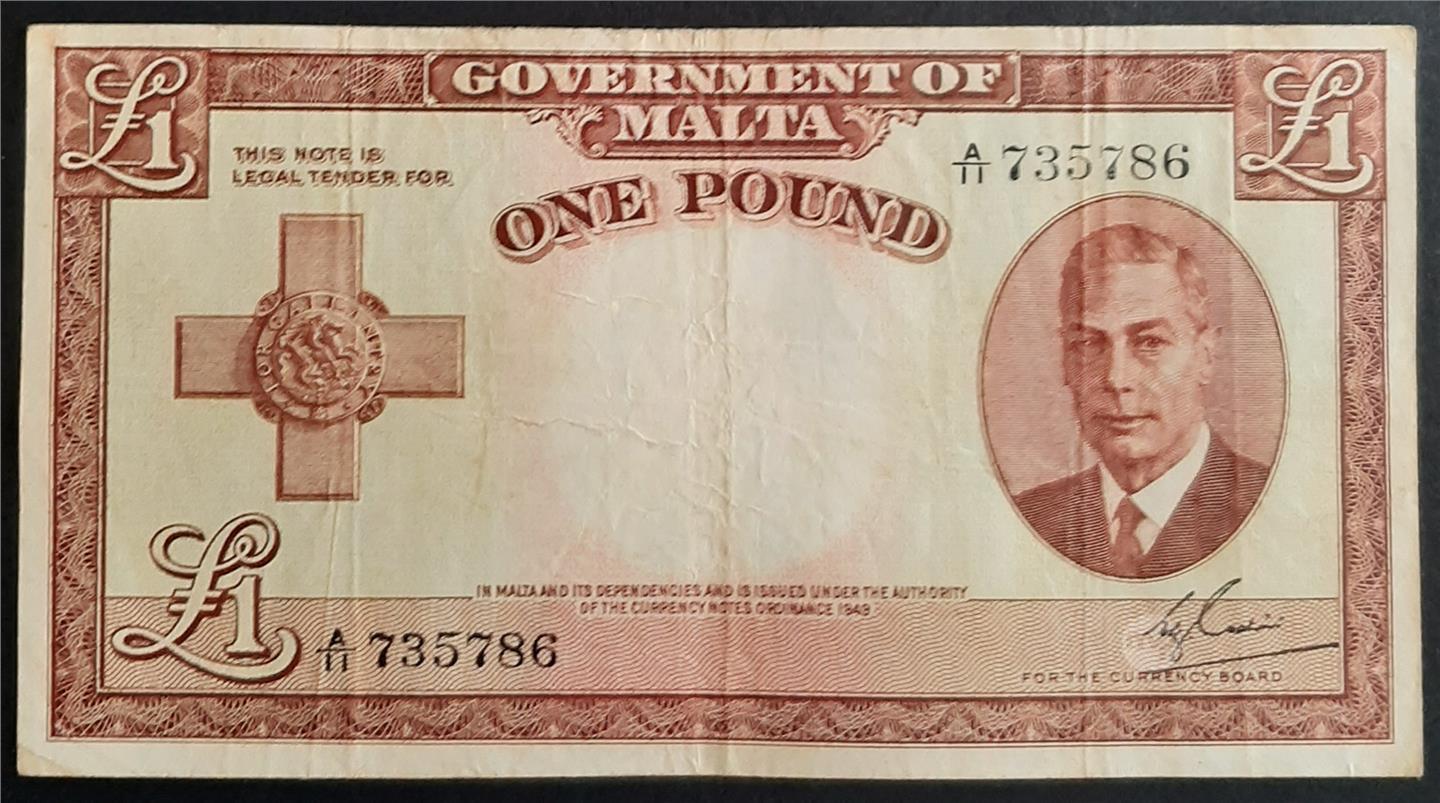 £1
GOVERNMENT OF
MALTA
£1
THIS NOTE IS
LEGAL TENDER FOR
A/11 735786
ONE POUND
FOR GALLANTRY
IN MALTA AND ITS DEPENDENCIES AND IS ISSUED UNDER THE AUTHORITY
OF THE CURRENCY NOTES ORDINANCE 1949
£1
A/11 735786
FOR THE CURRENCY BOARD